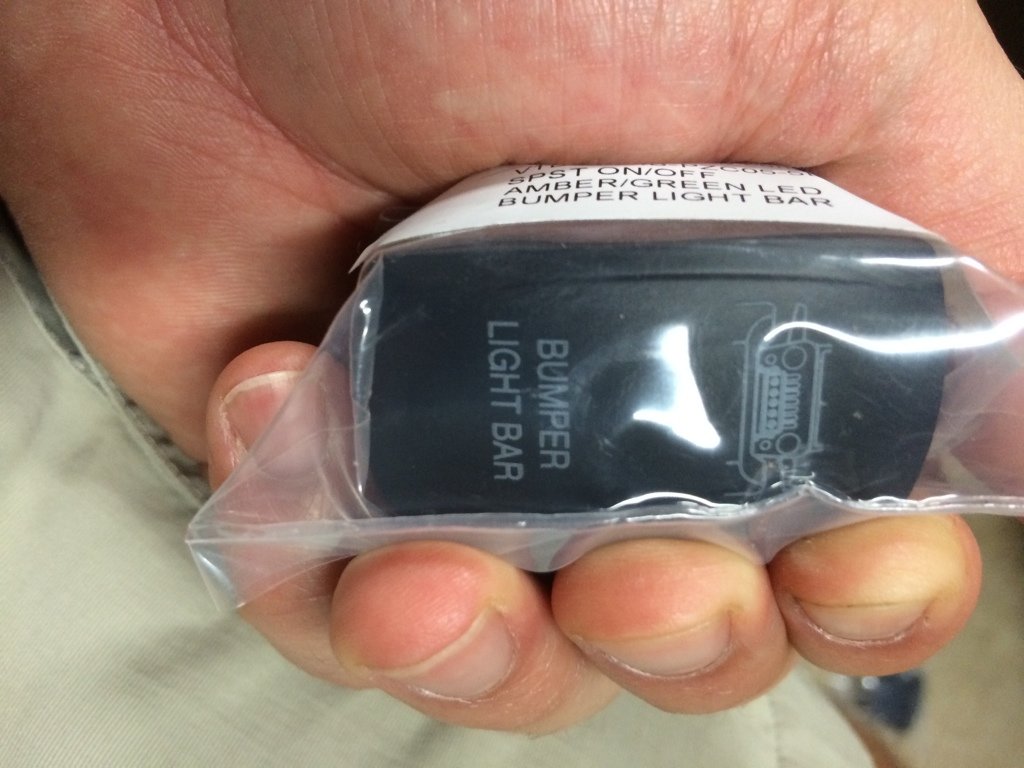 SPST ON/OFF
AMBER/GREEN LED
BUMPER LIGHT BAR
BUMPER
LIGHT BAR